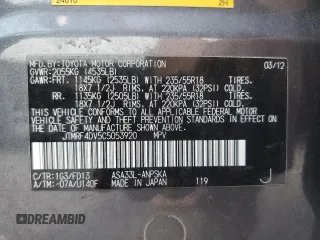 24010 ZH
MFD.BY:TOYOTA MOTOR CORPORATION 03/12
GVWR: 2055KG (4535LB)
GAWR: FRT. 1145KG (2535LB) WITH 235/55R18 TIRES.
18X7 1/2J RIMS, AT 220KPA (32PSI) COLD
RR. 1135KG (2505LB) WITH 235/55R18 TIRES.
18X7 1/2J RIMS, AT 220KPA (32PSI) COLD
THIS VEHICLE CONFORMS TO ALL APPLICABLE FEDERAL MOTOR
VEHICLE SAFETY, BUMPER, AND THEFT PREVENTION STANDARDS
IN EFFECT ON THE DATE OF MANUFACTURE SHOWN ABOVE.
JTMRF4DV5C5053920 MPV
C/TR:1G3/FD13 ASA33L-ANPSKA
A/TM:-07A/U140F MADE IN JAPAN 119 J